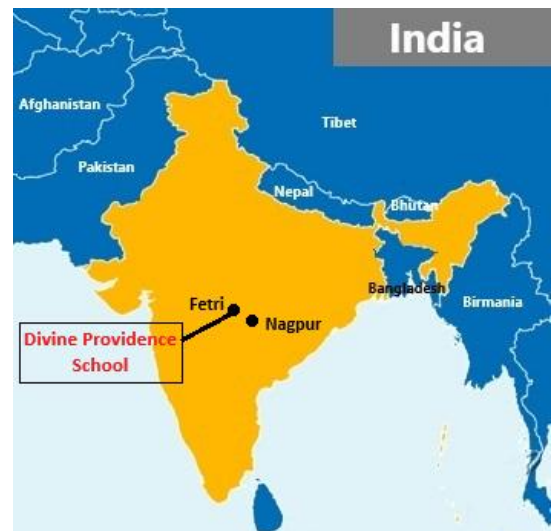 India
Afghanistan
Tibet
Pakistan
Nepal
Bhutan
Bangladesh
Birmania
Fetri
Nagpur
Divine Providence
School